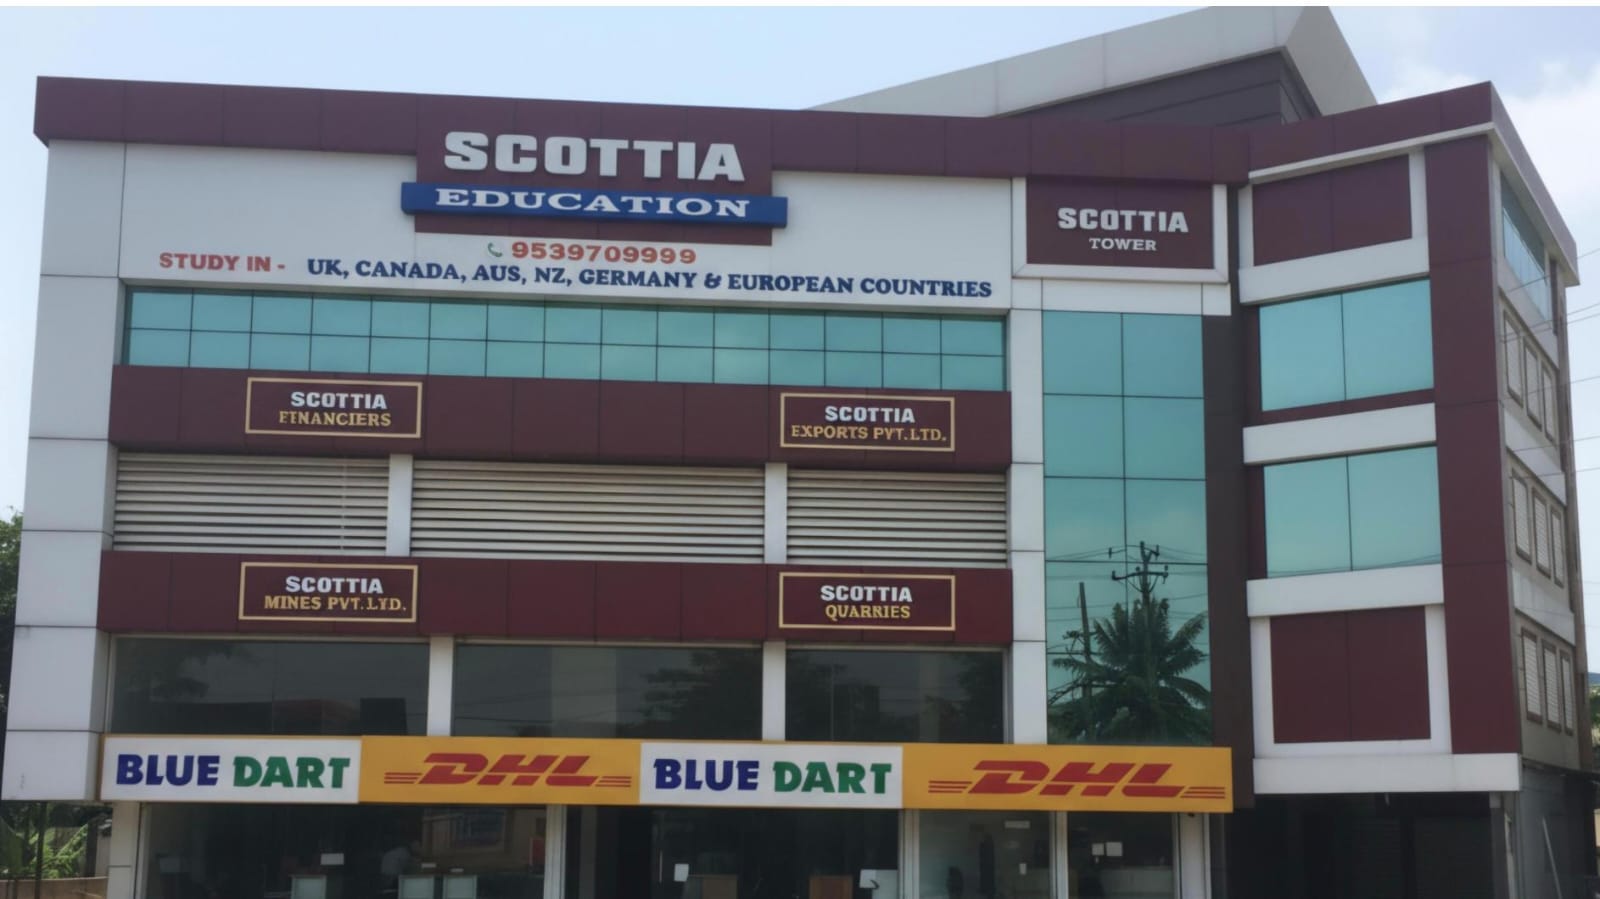 SCOTTIA
EDUCATION
9539709999
STUDY IN - UK, CANADA, AUS, NZ, GERMANY & EUROPEAN COUNTRIES
SCOTTIA
TOWER
SCOTTIA
FINANCIERS
SCOTTIA
EXPORTS PVT. LTD.
SCOTTIA
MINES PVT. LTD.
SCOTTIA
QUARRIES
BLUE DART
DHL
BLUE DART
DHL